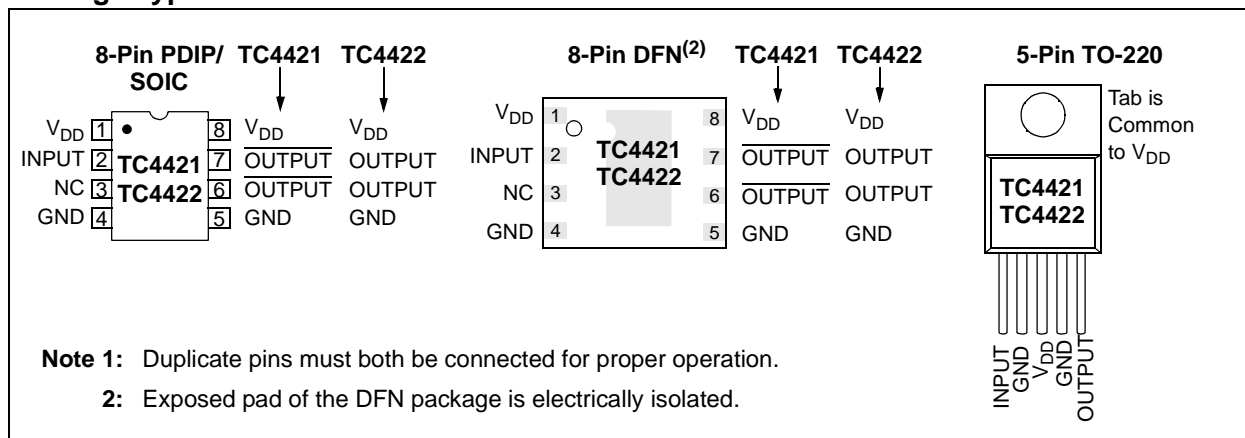 8-Pin PDIP/ TC4421 TC4422
SOIC
VDD 1 8 VDD VDD
INPUT 2 TC4421 7 OUTPUT OUTPUT
NC 3 TC4422 6 OUTPUT OUTPUT
GND 4 5 GND GND
8-Pin DFN(2) TC4421 TC4422
VDD 1 8 VDD VDD
INPUT 2 TC4421 7 OUTPUT OUTPUT
TC4422
NC 3 6 OUTPUT OUTPUT
GND 4 5 GND GND
5-Pin TO-220
Tab is
Common
to VDD
TC4421
TC4422
INPUT
GND
VDD
GND
OUTPUT
Note 1: Duplicate pins must both be connected for proper operation.
2: Exposed pad of the DFN package is electrically isolated.